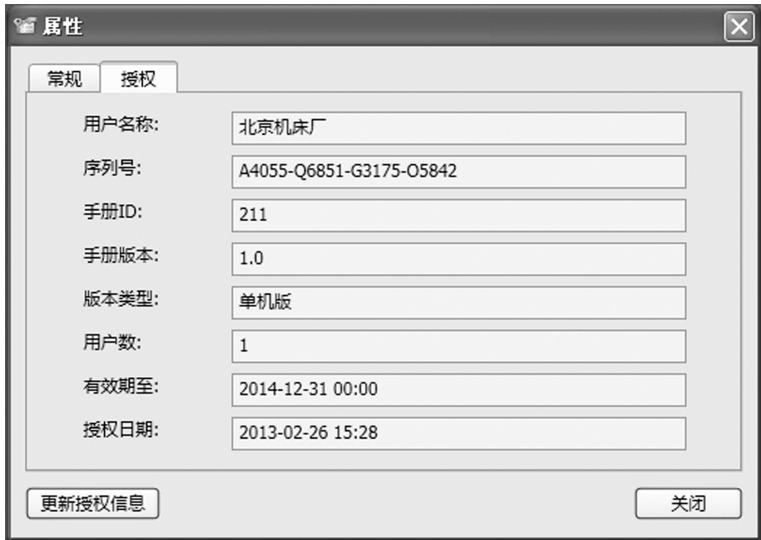 属性
常规 授权
用户名称: 北京机床厂
序列号: A4055-Q6851-G3175-O5842
手册ID: 211
手册版本: 1.0
版本类型: 单机版
用户数: 1
有效期至: 2014-12-31 00:00
授权日期: 2013-02-26 15:28
更新授权信息 关闭